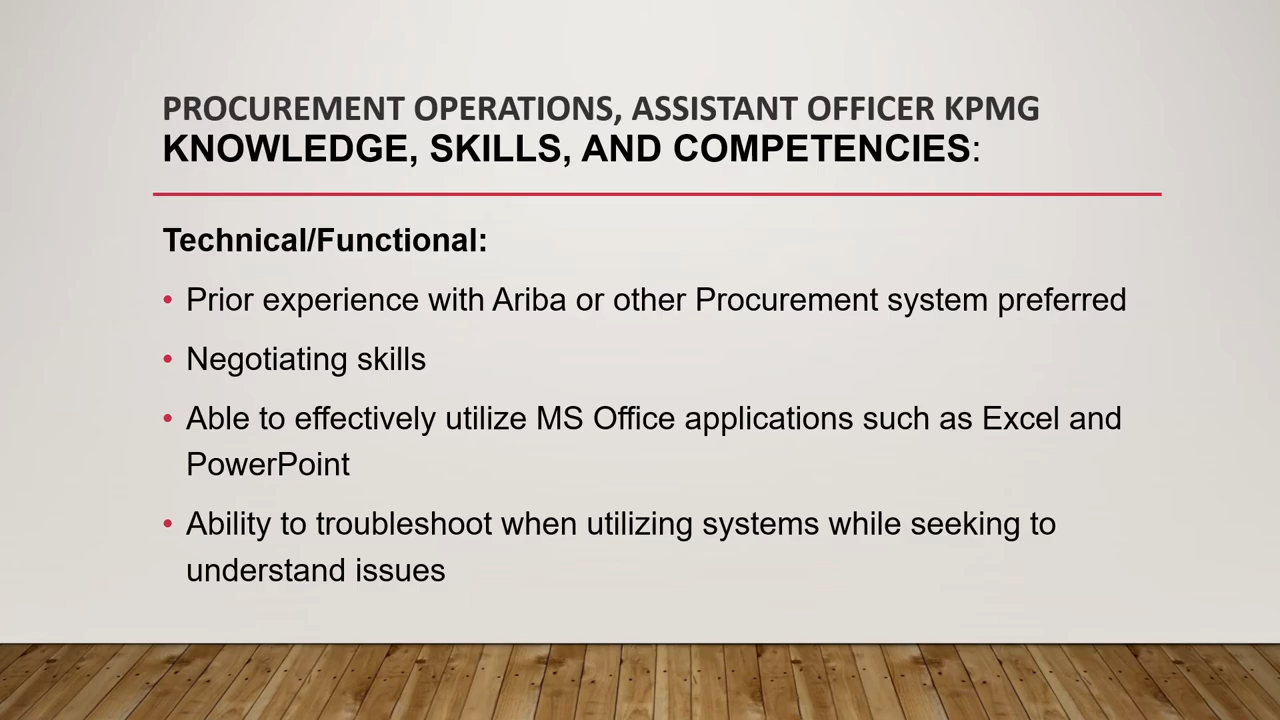 PROCUREMENT OPERATIONS, ASSISTANT OFFICER KPMG
KNOWLEDGE, SKILLS, AND COMPETENCIES:
Technical/Functional:
• Prior experience with Ariba or other Procurement system preferred
• Negotiating skills
• Able to effectively utilize MS Office applications such as Excel and
PowerPoint
• Ability to troubleshoot when utilizing systems while seeking to
understand issues